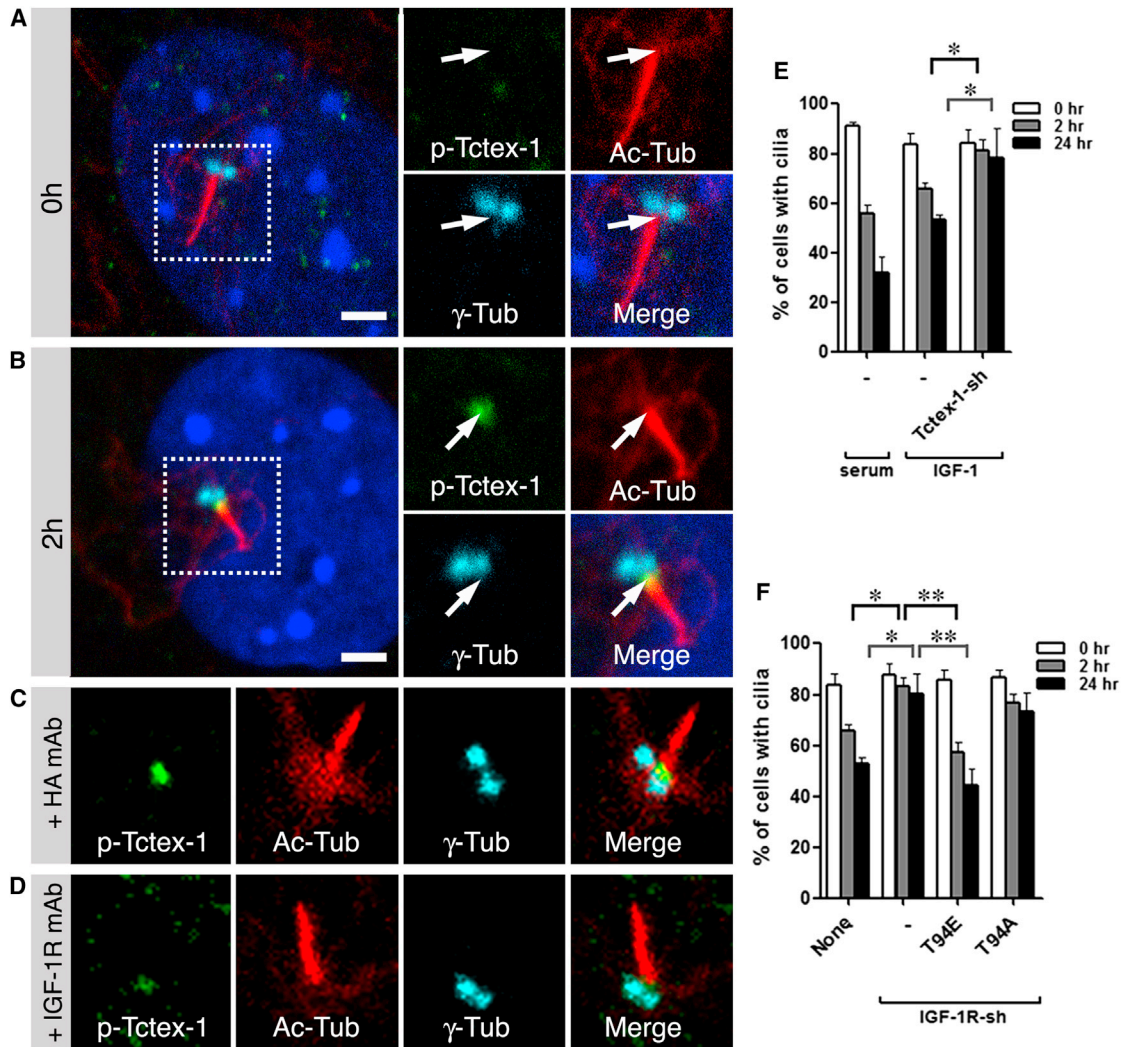 A
0h
p-Tctex-1
Ac-Tub
γ-Tub
Merge
B
2h
p-Tctex-1
Ac-Tub
γ-Tub
Merge
C
+ HA mAb
p-Tctex-1
Ac-Tub
γ-Tub
Merge
D
+ IGF-1R mAb
p-Tctex-1
Ac-Tub
γ-Tub
Merge
E
*
*
0 hr
2 hr
24 hr
% of cells with cilia
100
80
60
40
20
0
- - Tctex-1-sh
serum IGF-1
F
* **
* **
0 hr
2 hr
24 hr
% of cells with cilia
100
80
60
40
20
0
None - T94E T94A
IGF-1R-sh